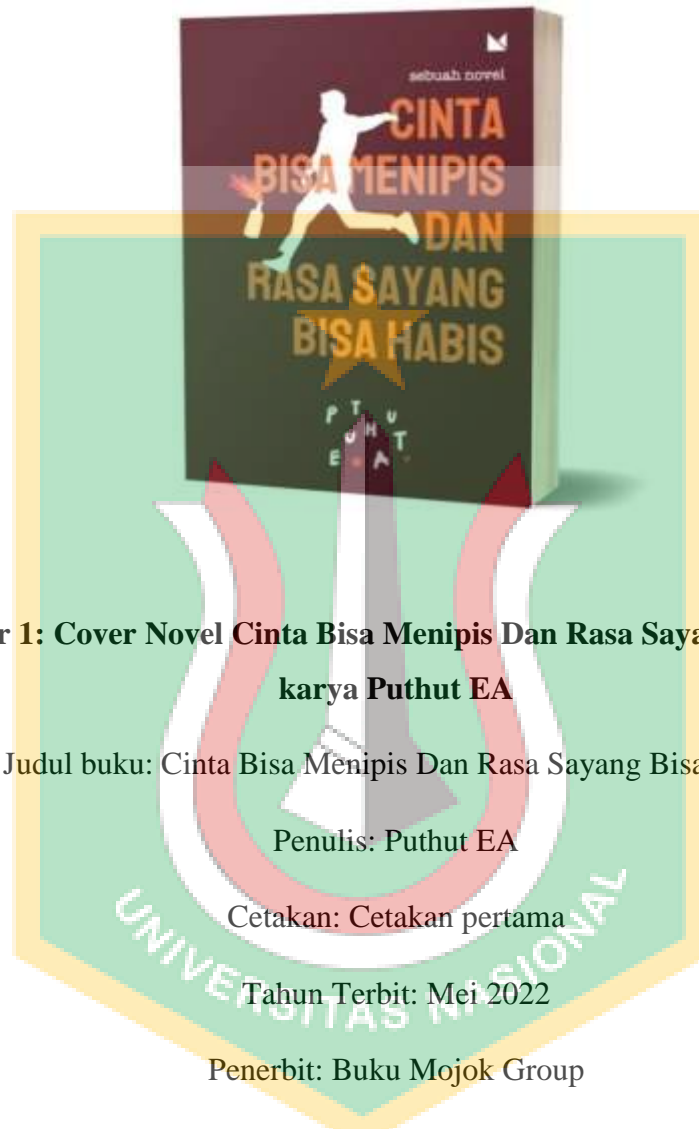 sebuah novel
CINTA
BISA MENIPIS
DAN
RASA SAYANG
BISA HABIS
PUTHUT
EA
r 1: Cover Novel Cinta Bisa Menipis Dan Rasa Saya
karya Puthut EA
Judul buku: Cinta Bisa Menipis Dan Rasa Sayang Bisa
Penulis: Puthut EA
Cetakan: Cetakan pertama
Tahun Terbit: Mei 2022
Penerbit: Buku Mojok Group
UNIVERSITAS NASIONAL